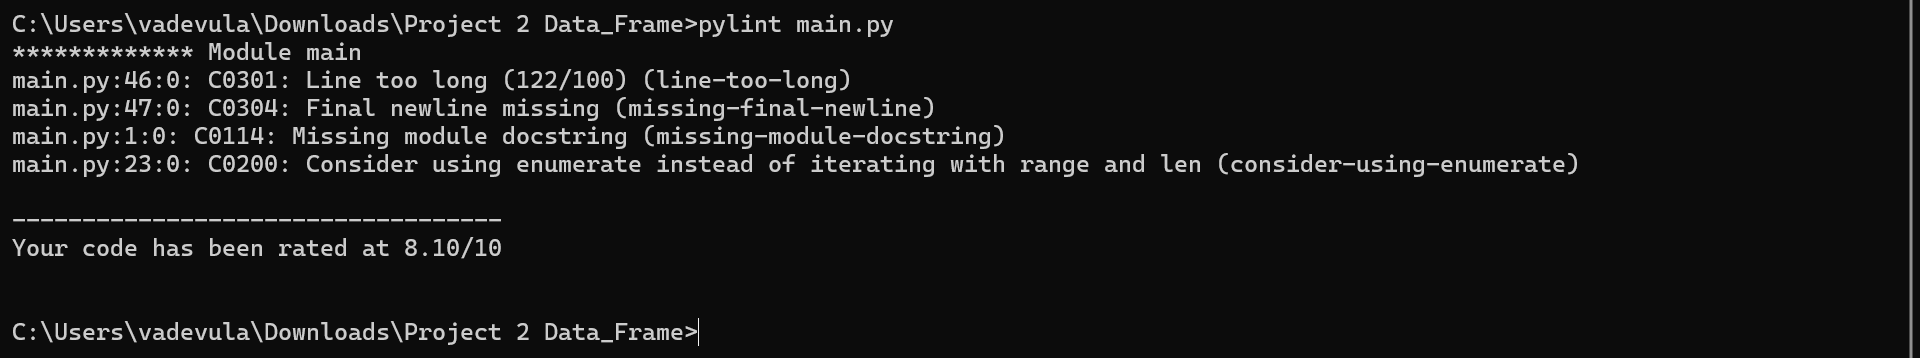 C:\Users\vadevula\Downloads\Project 2 Data_Frame>pylint main.py
************* Module main
main.py:46:0: C0301: Line too long (122/100) (line-too-long)
main.py:47:0: C0304: Final newline missing (missing-final-newline)
main.py:1:0: C0114: Missing module docstring (missing-module-docstring)
main.py:23:0: C0200: Consider using enumerate instead of iterating with range and len (consider-using-enumerate)
-----------------------------------
Your code has been rated at 8.10/10
C:\Users\vadevula\Downloads\Project 2 Data_Frame>